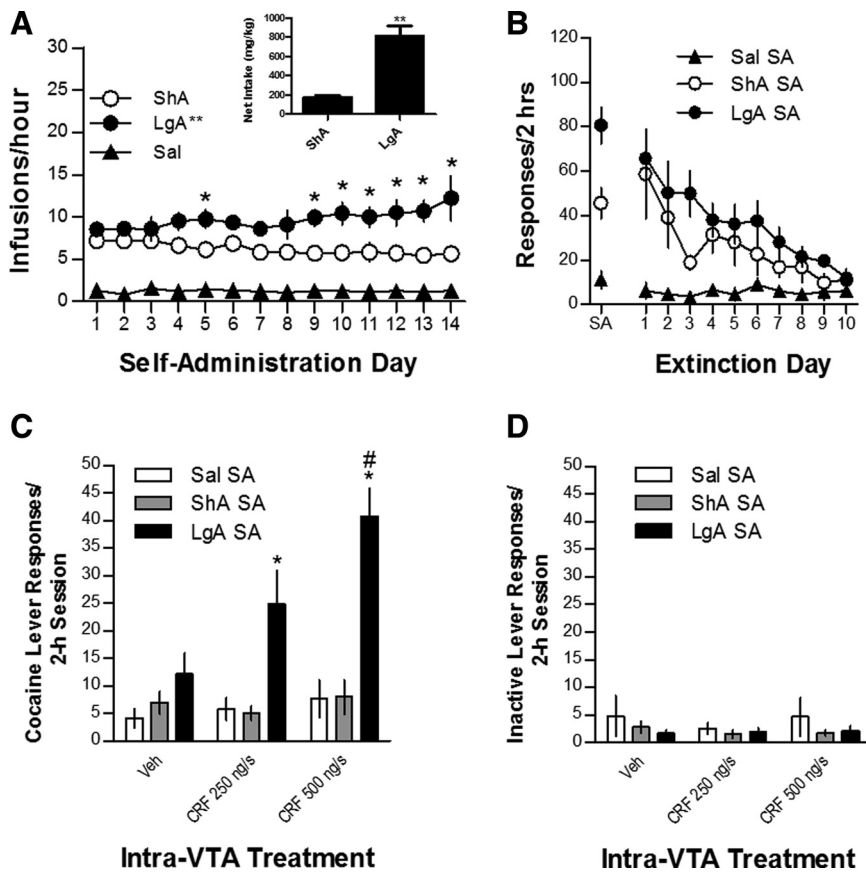 A
30
25
20
15
10
5
0
Infusions/hour
ShA
LgA**
Sal
1000
800
600
400
200
0
Net Intake (mg/kg)
**
ShA
LgA
*
*
*
*
*
*
*
1 2 3 4 5 6 7 8 9 10 11 12 13 14
Self-Administration Day
B
120
100
80
60
40
20
0
Responses/2 hrs
Sal SA
ShA SA
LgA SA
SA 1 2 3 4 5 6 7 8 9 10
Extinction Day
C
50
45
40
35
30
25
20
15
10
5
0
Cocaine Lever Responses/
2-h Session
Sal SA
ShA SA
LgA SA
*
#
*
Veh
CRF 250 ng/s
CRF 500 ng/s
Intra-VTA Treatment
D
50
45
40
35
30
25
20
15
10
5
0
Inactive Lever Responses/
2-h Session
Sal SA
ShA SA
LgA SA
Veh
CRF 250 ng/s
CRF 500 ng/s
Intra-VTA Treatment